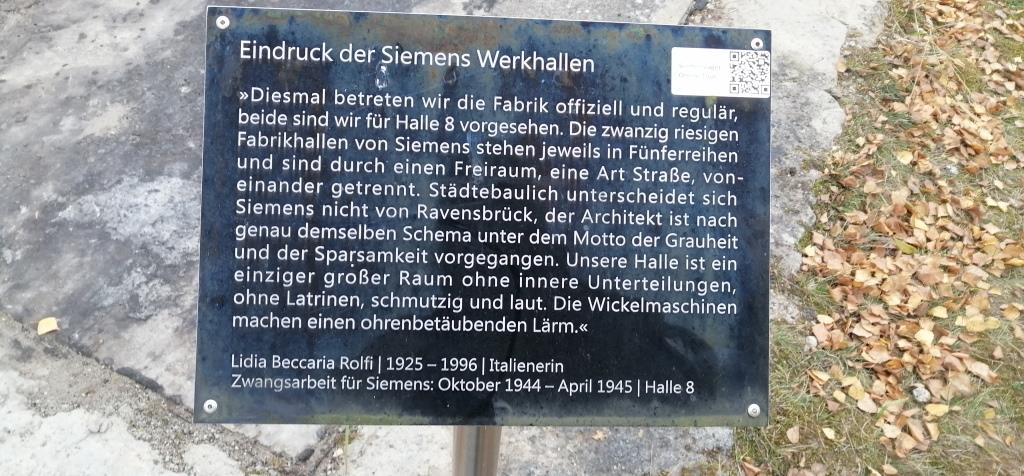 Eindruck der Siemens Werkhallen
»Diesmal betreten wir die Fabrik offiziell und regulär,
beide sind wir für Halle 8 vorgesehen. Die zwanzig riesigen
Fabrikhallen von Siemens stehen jeweils in Fünferreihen
und sind durch einen Freiraum, eine Art Straße, von-
einander getrennt. Städtebaulich unterscheidet sich
Siemens nicht von Ravensbrück, der Architekt ist nach
genau demselben Schema unter dem Motto der Grauheit
und der Sparsamkeit vorgegangen. Unsere Halle ist ein
einziger großer Raum ohne innere Unterteilungen,
ohne Latrinen, schmutzig und laut. Die Wickelmaschinen
machen einen ohrenbetäubenden Lärm.«
Lidia Beccaria Rolfi | 1925 – 1996 | Italienerin
Zwangsarbeit für Siemens: Oktober 1944 – April 1945 | Halle 8